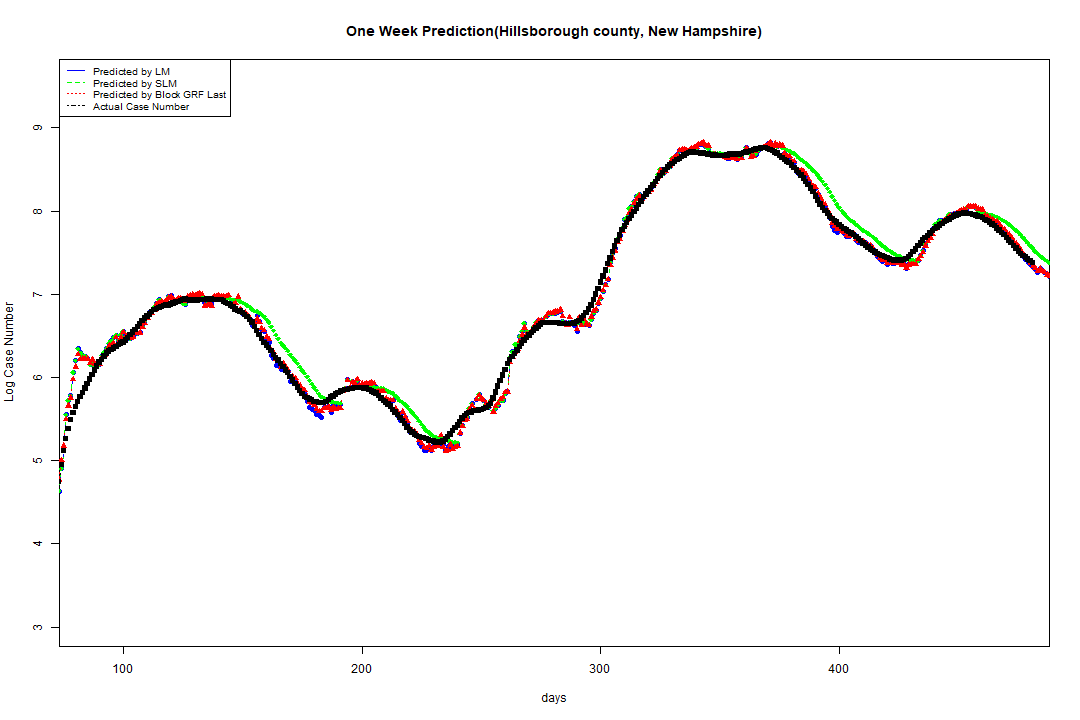 One Week Prediction(Hillsborough county, New Hampshire)
Predicted by LM
Predicted by SLM
Predicted by Block GRF Last
Actual Case Number
Log Case Number
9
8
7
6
5
4
3
100 200 300 400
days